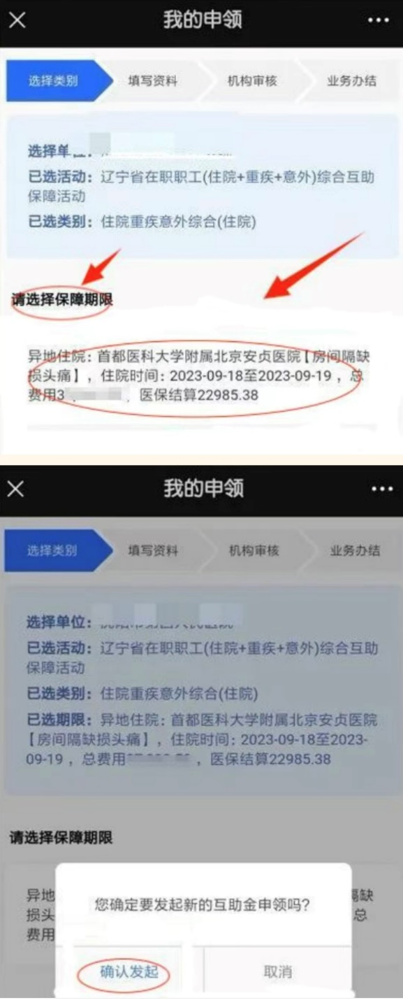 我的申领
选择类别
填写资料
机构审核
业务办结
选择单
已选活动：辽宁省在职职工(住院+重疾+意外)综合互助
保障活动
已选类别：住院重疾意外综合(住院)
请选择保障期限
异地住院：首都医科大学附属北京安贞医院【房间隔缺
损头痛】，住院时间：2023-09-18至2023-09-19，总
费用3 医保结算22985.38
我的申领
选择类别
填写资料
机构审核
业务办结
选择单位：
已选活动：辽宁省在职职工(住院+重疾+意外)综合互助
保障活动
已选类别：住院重疾意外综合(住院)
已选期限：异地住院：首都医科大学附属北京安贞医院
【房间隔缺损头痛】，住院时间：2023-09-18至2023-
09-19，总费用 ，医保结算22985.38
请选择保障期限
异地 隔缺
损头 总
费用
您确定要发起新的互助金申领吗?
确认发起
取消